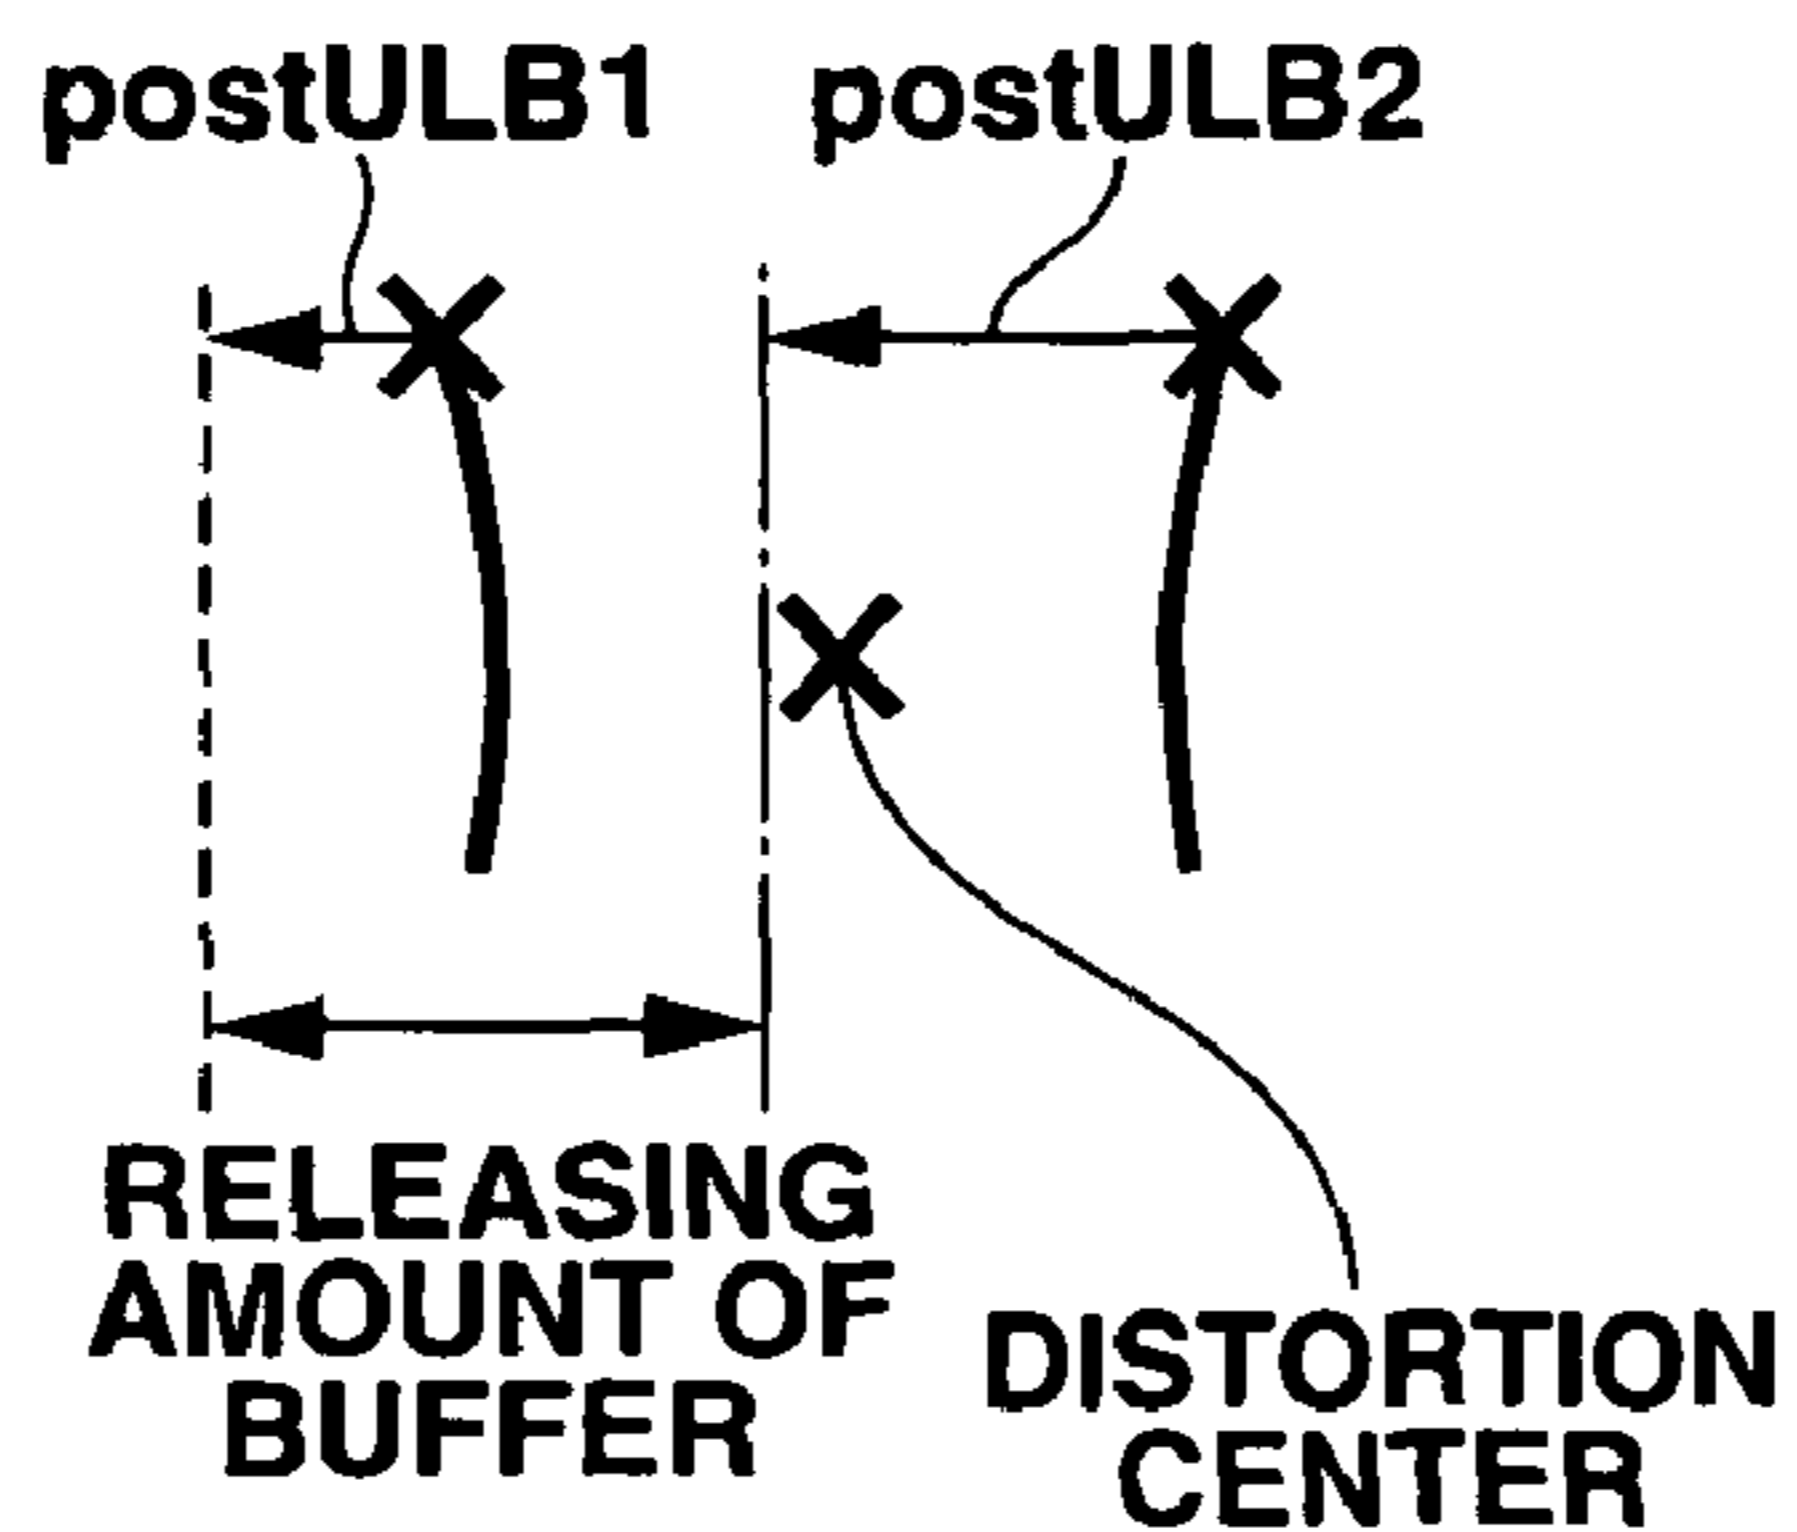 postULB1
postULB2
RELEASING
AMOUNT OF
BUFFER
DISTORTION
CENTER